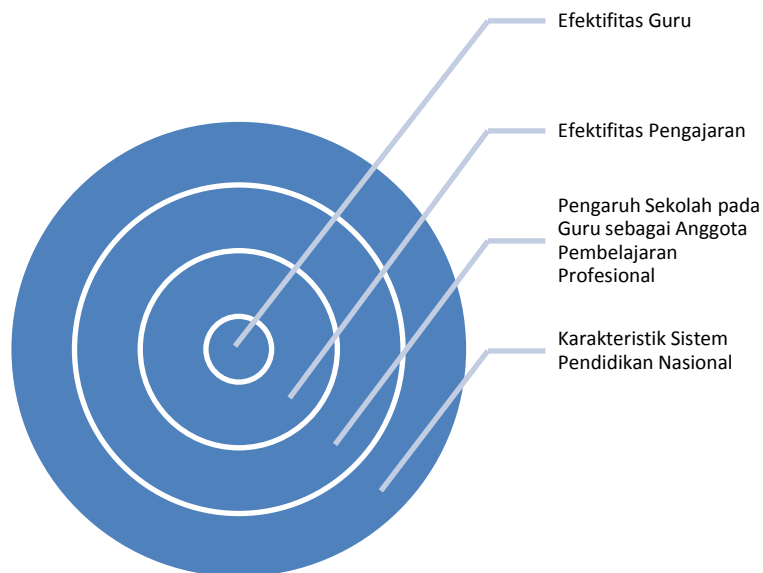 Efektifitas Guru
Efektifitas Pengajaran
Pengaruh Sekolah pada
Guru sebagai Anggota
Pembelajaran
Profesional
Karakteristik Sistem
Pendidikan Nasional